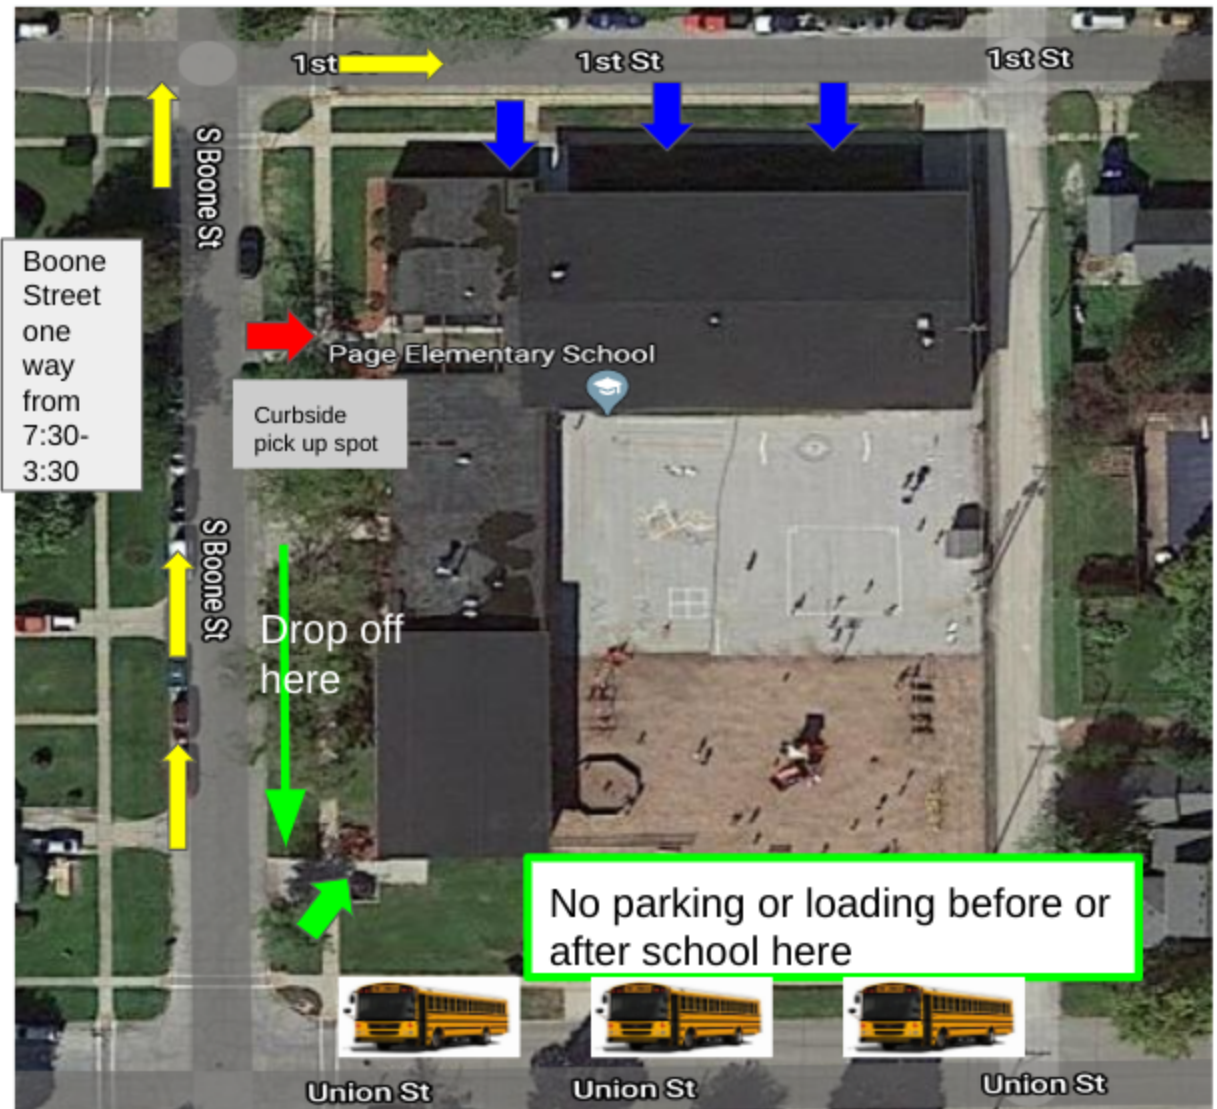 1st
1st St
1st St
S Boone St
Boone
Street
one
way
from
7:30-
3:30
Page Elementary School
Curbside
pick up spot
S Boone St
Drop off
here
No parking or loading before or
after school here
Union St
Union St
Union St